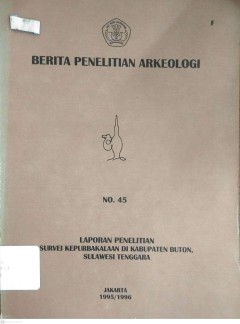 F
BERITA PENELITIAN ARKEOLOGI
NO. 45
LAPORAN PENELITIAN
SURVEI KEPURBAKALAAN DI KABUPATEN BUTON,
SULAWESI TENGGARA
JAKARTA
1995/1996